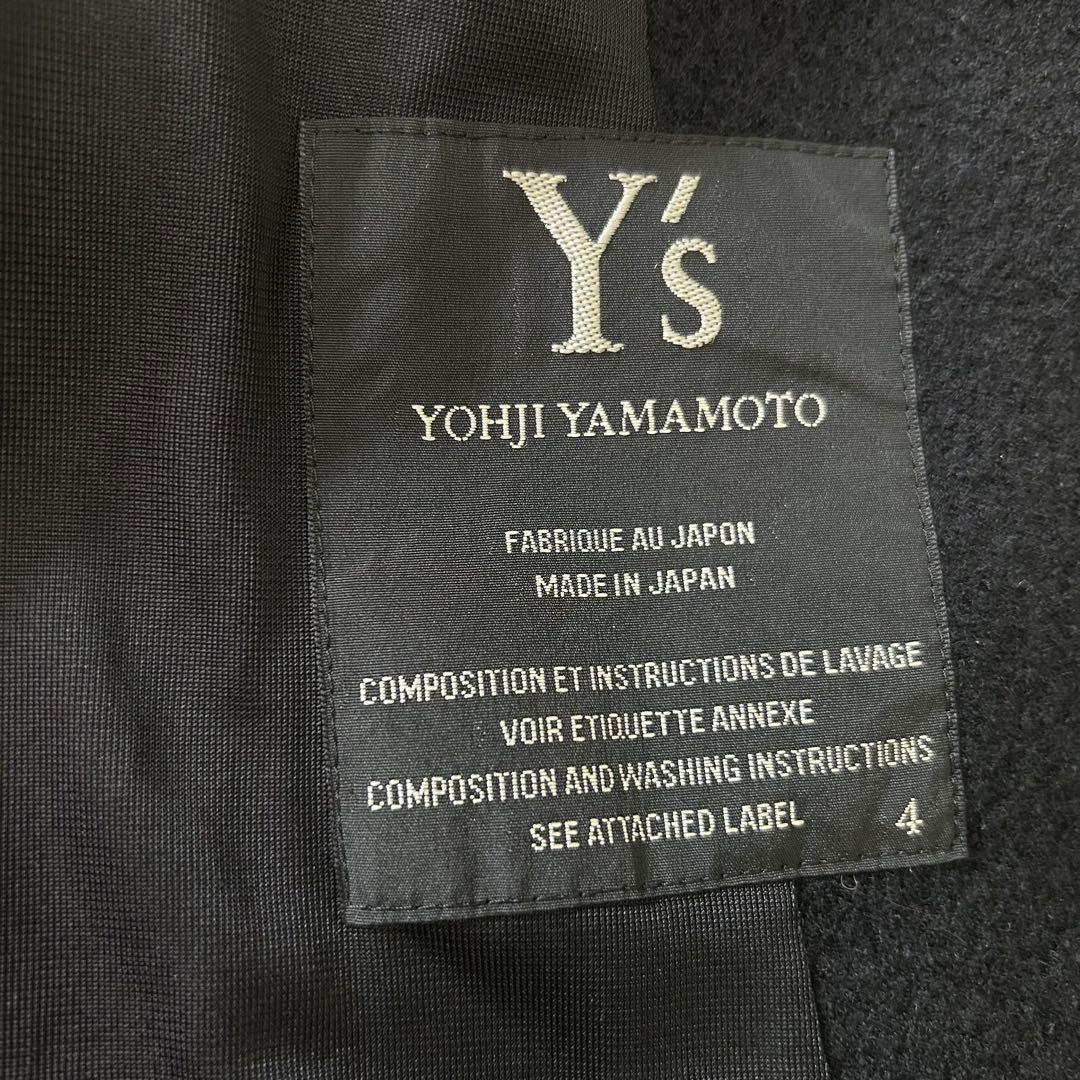 Y's
YOHJI YAMAMOTO
FABRIQUE AU JAPON
MADE IN JAPAN
COMPOSITION ET INSTRUCTIONS DE LAVAGE
VOIR ETIQUETTE ANNEXE
COMPOSITION AND WASHING INSTRUCTIONS
SEE ATTACHED LABEL 4